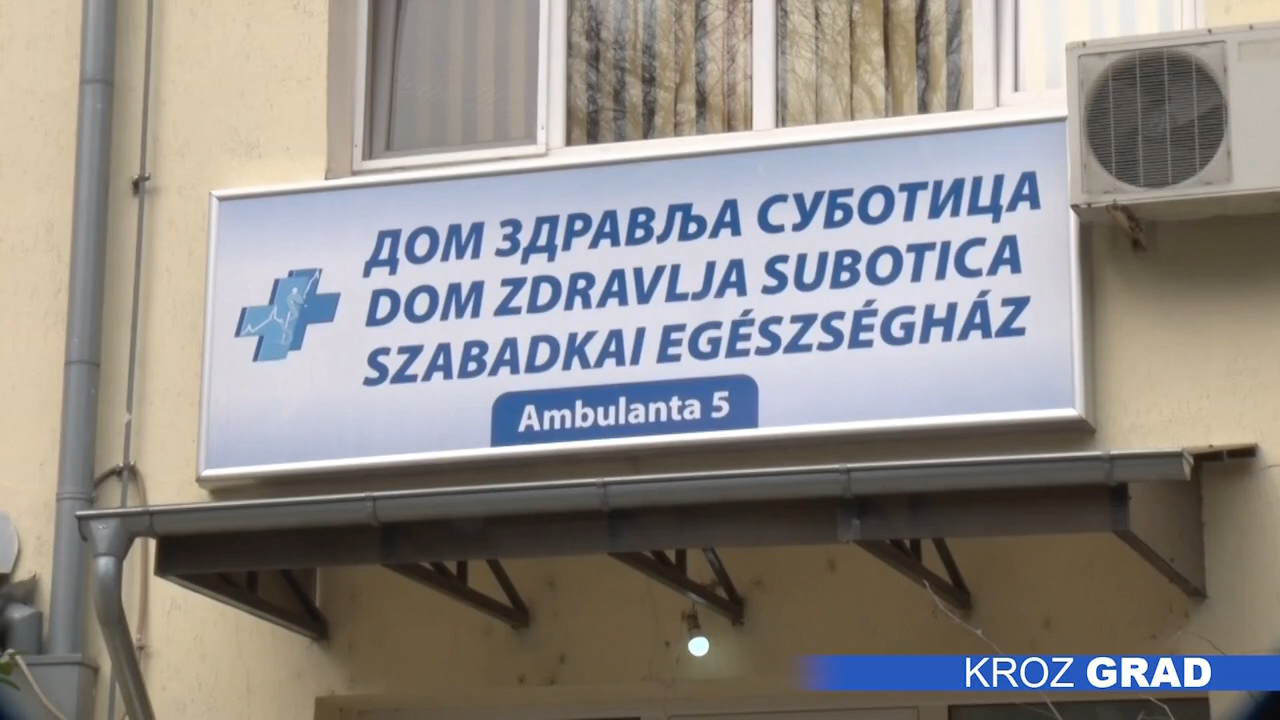 ДОМ ЗДРАВЉА СУБОТИЦА
DOM ZDRAVLJA SUBOTICA
SZABADKAI EGÉSZSÉGHÁZ
Ambulanta 5
KROZ GRAD